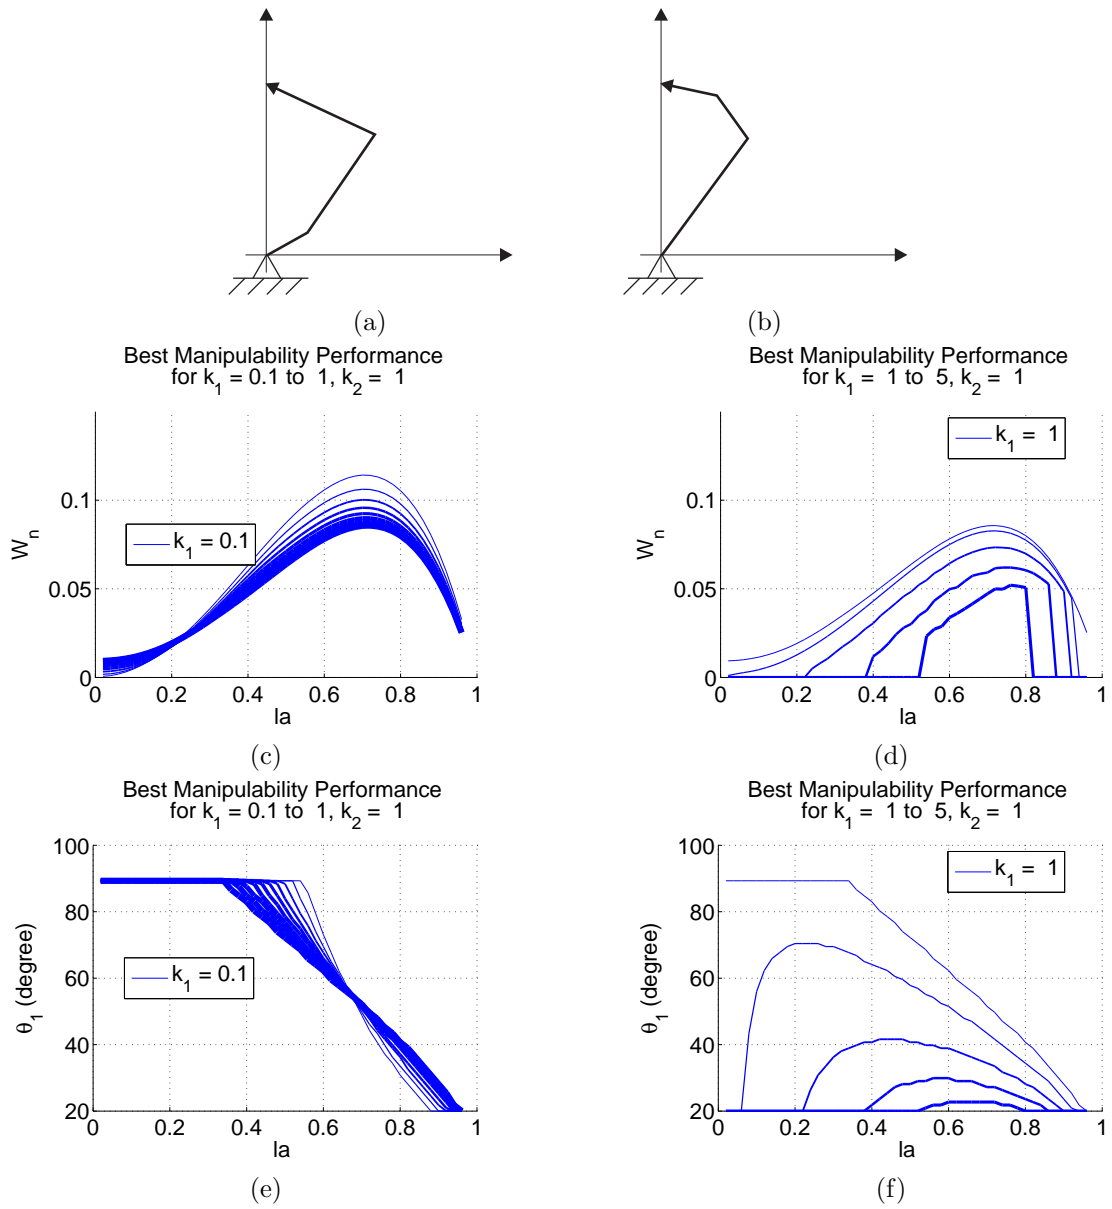 (a)
(b)
Best Manipulability Performance
for k1 = 0.1 to 1, k2 = 1
Wn
0.1
0.05
0
k1 = 0.1
0 0.2 0.4 0.6 0.8 1
la
(c)
Best Manipulability Performance
for k1 = 1 to 5, k2 = 1
Wn
0.1
0.05
0
k1 = 1
0 0.2 0.4 0.6 0.8 1
la
(d)
Best Manipulability Performance
for k1 = 0.1 to 1, k2 = 1
θ1 (degree)
100
80
60
40
20
k1 = 0.1
0 0.2 0.4 0.6 0.8 1
la
(e)
Best Manipulability Performance
for k1 = 1 to 5, k2 = 1
θ1 (degree)
100
80
60
40
20
k1 = 1
0 0.2 0.4 0.6 0.8 1
la
(f)